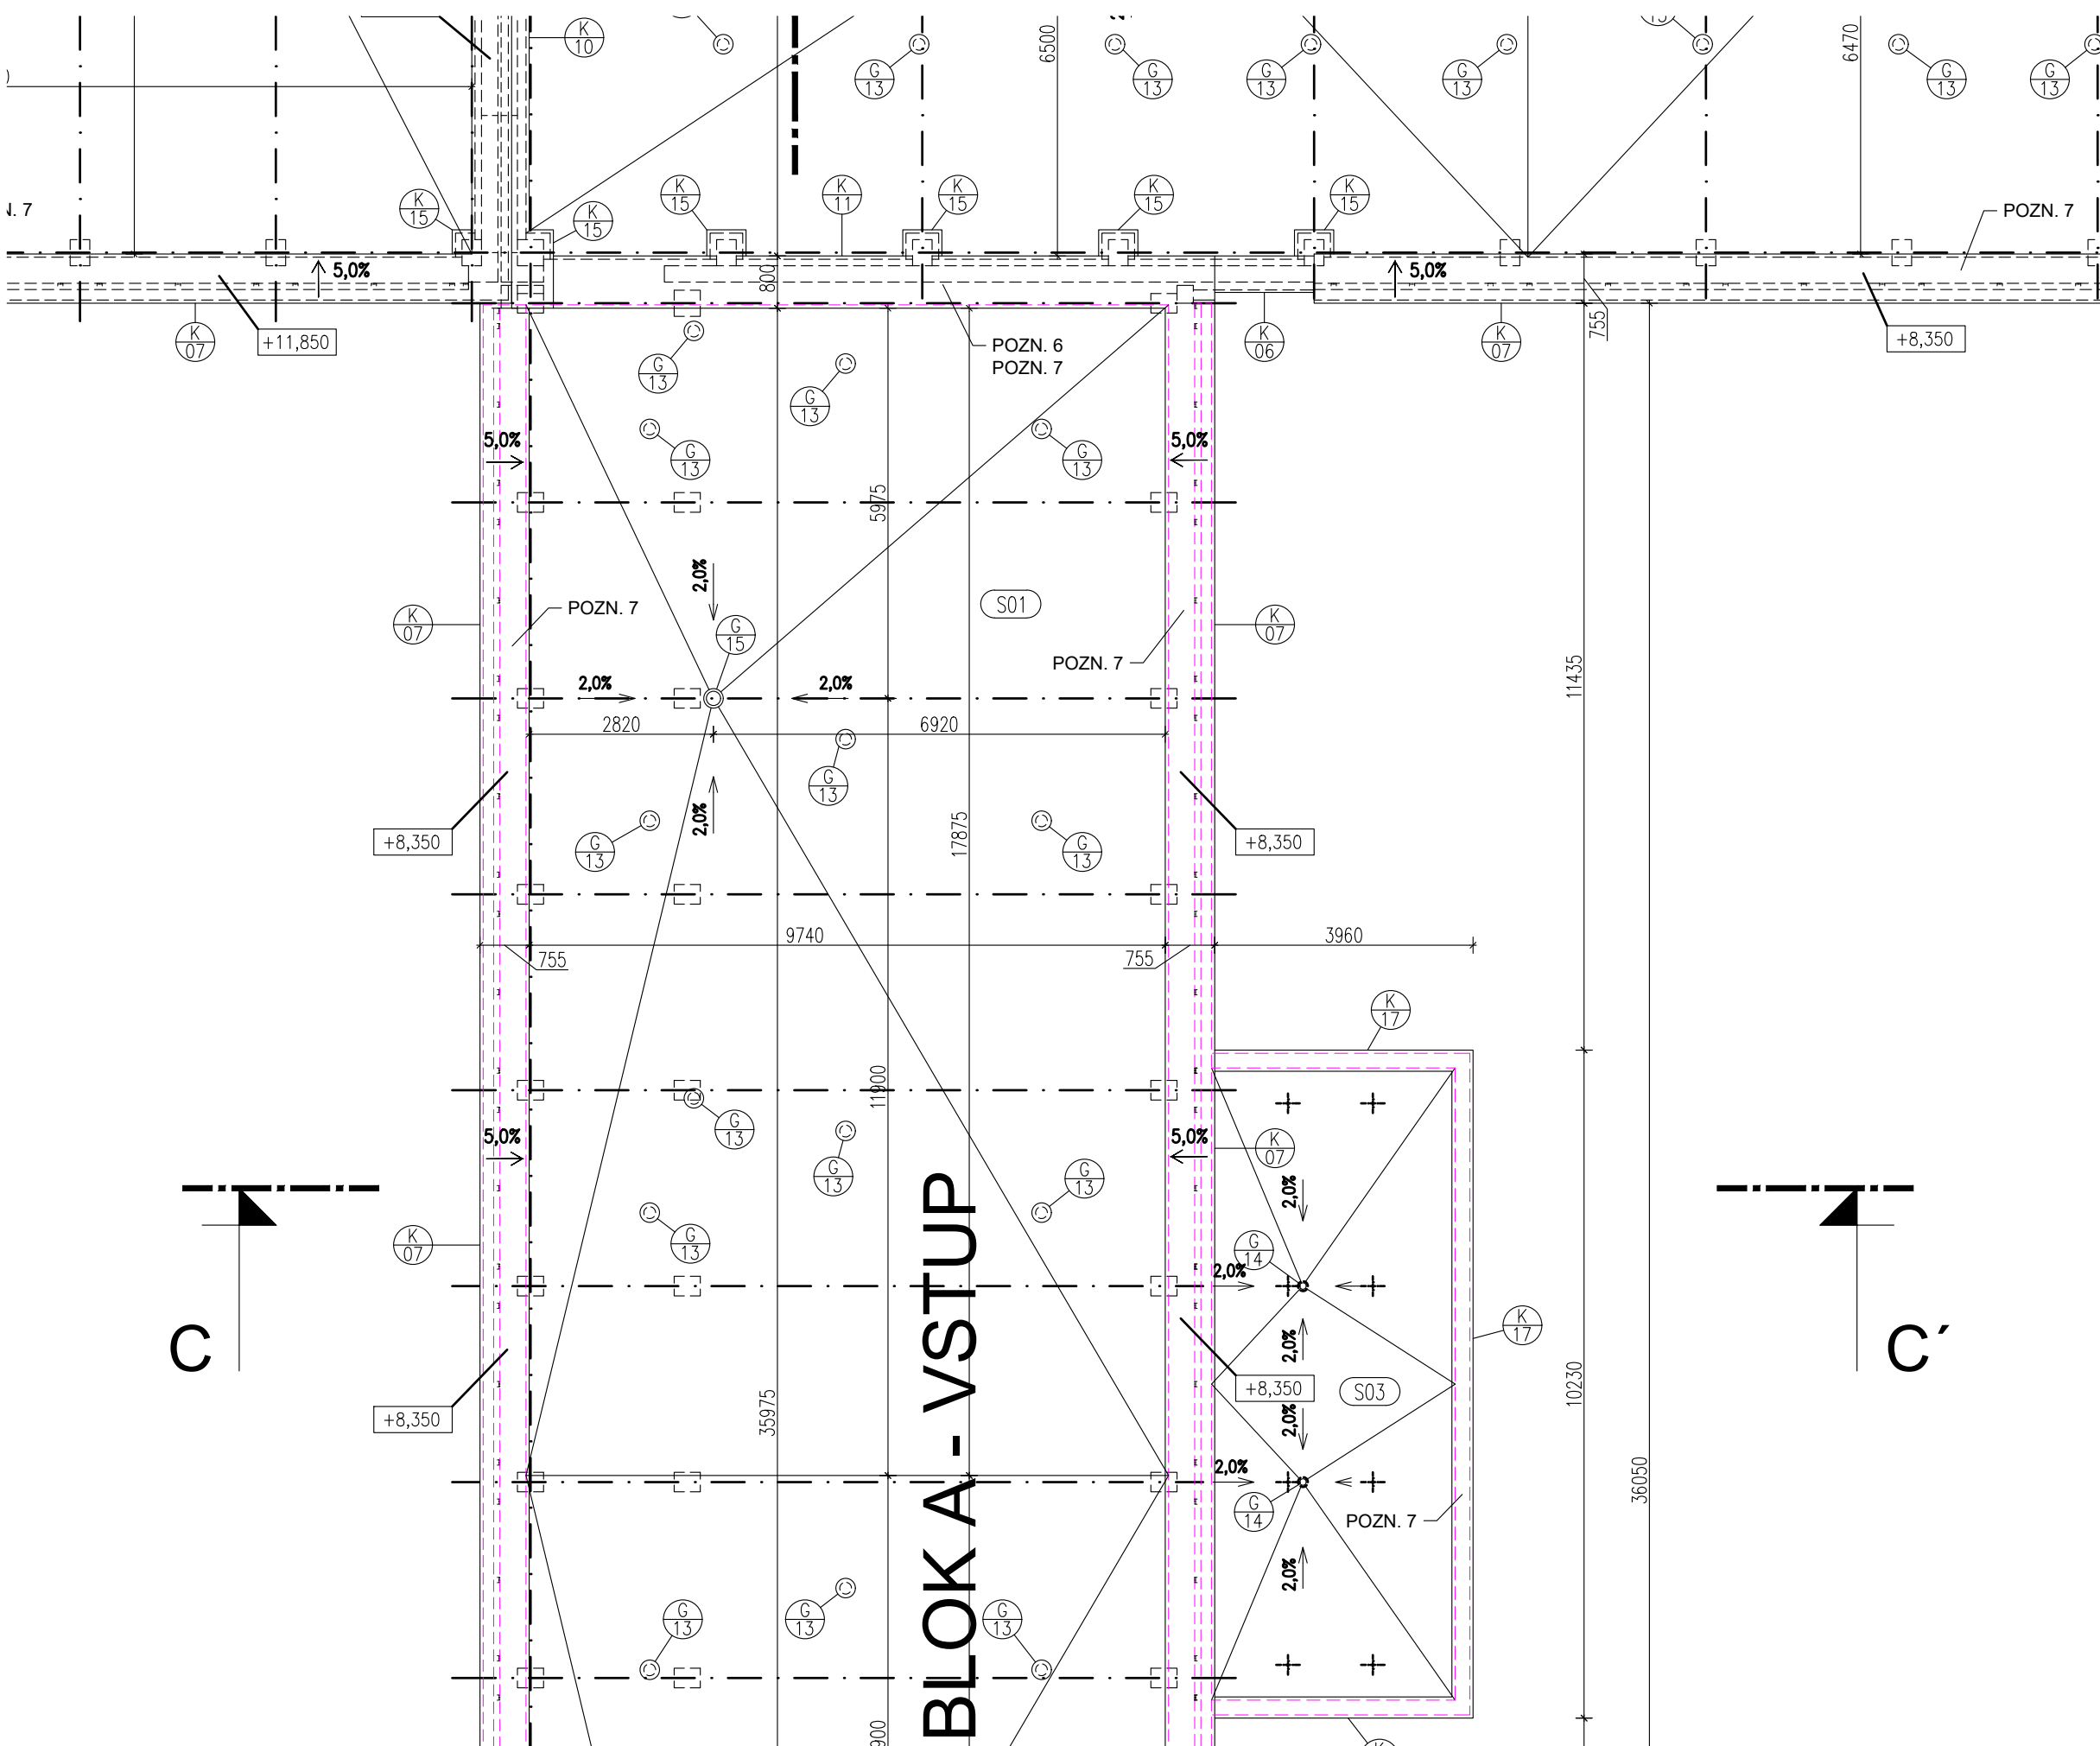 K
10
6500
6470
G
13
G
13
G
13
G
13
G
13
G
13
K
15
K
15
K
15
K
11
K
15
K
15
K
15
POZN. 7
5,0%
800
5,0%
755
K
07
+11,850
POZN. 6
POZN. 7
K
06
K
07
+8,350
G
13
G
13
G
13
G
13
5,0%
5,0%
5975
2,0%
S01
K
07
POZN. 7
G
15
K
07
POZN. 7
11435
2,0%
2,0%
2820
6920
G
13
2,0%
17875
+8,350
G
13
G
13
+8,350
9740
3960
755
755
K
17
11900
G
13
5,0%
5,0%
K
07
G
13
G
13
2,0%
K
07
G
13
G
14
2,0%
C
C´
K
17
2,0%
+8,350
S03
10230
+8,350
35975
BLOK A - VSTUP
2,0%
2,0%
36050
G
14
POZN. 7
2,0%
G
13
G
13
G
13
K